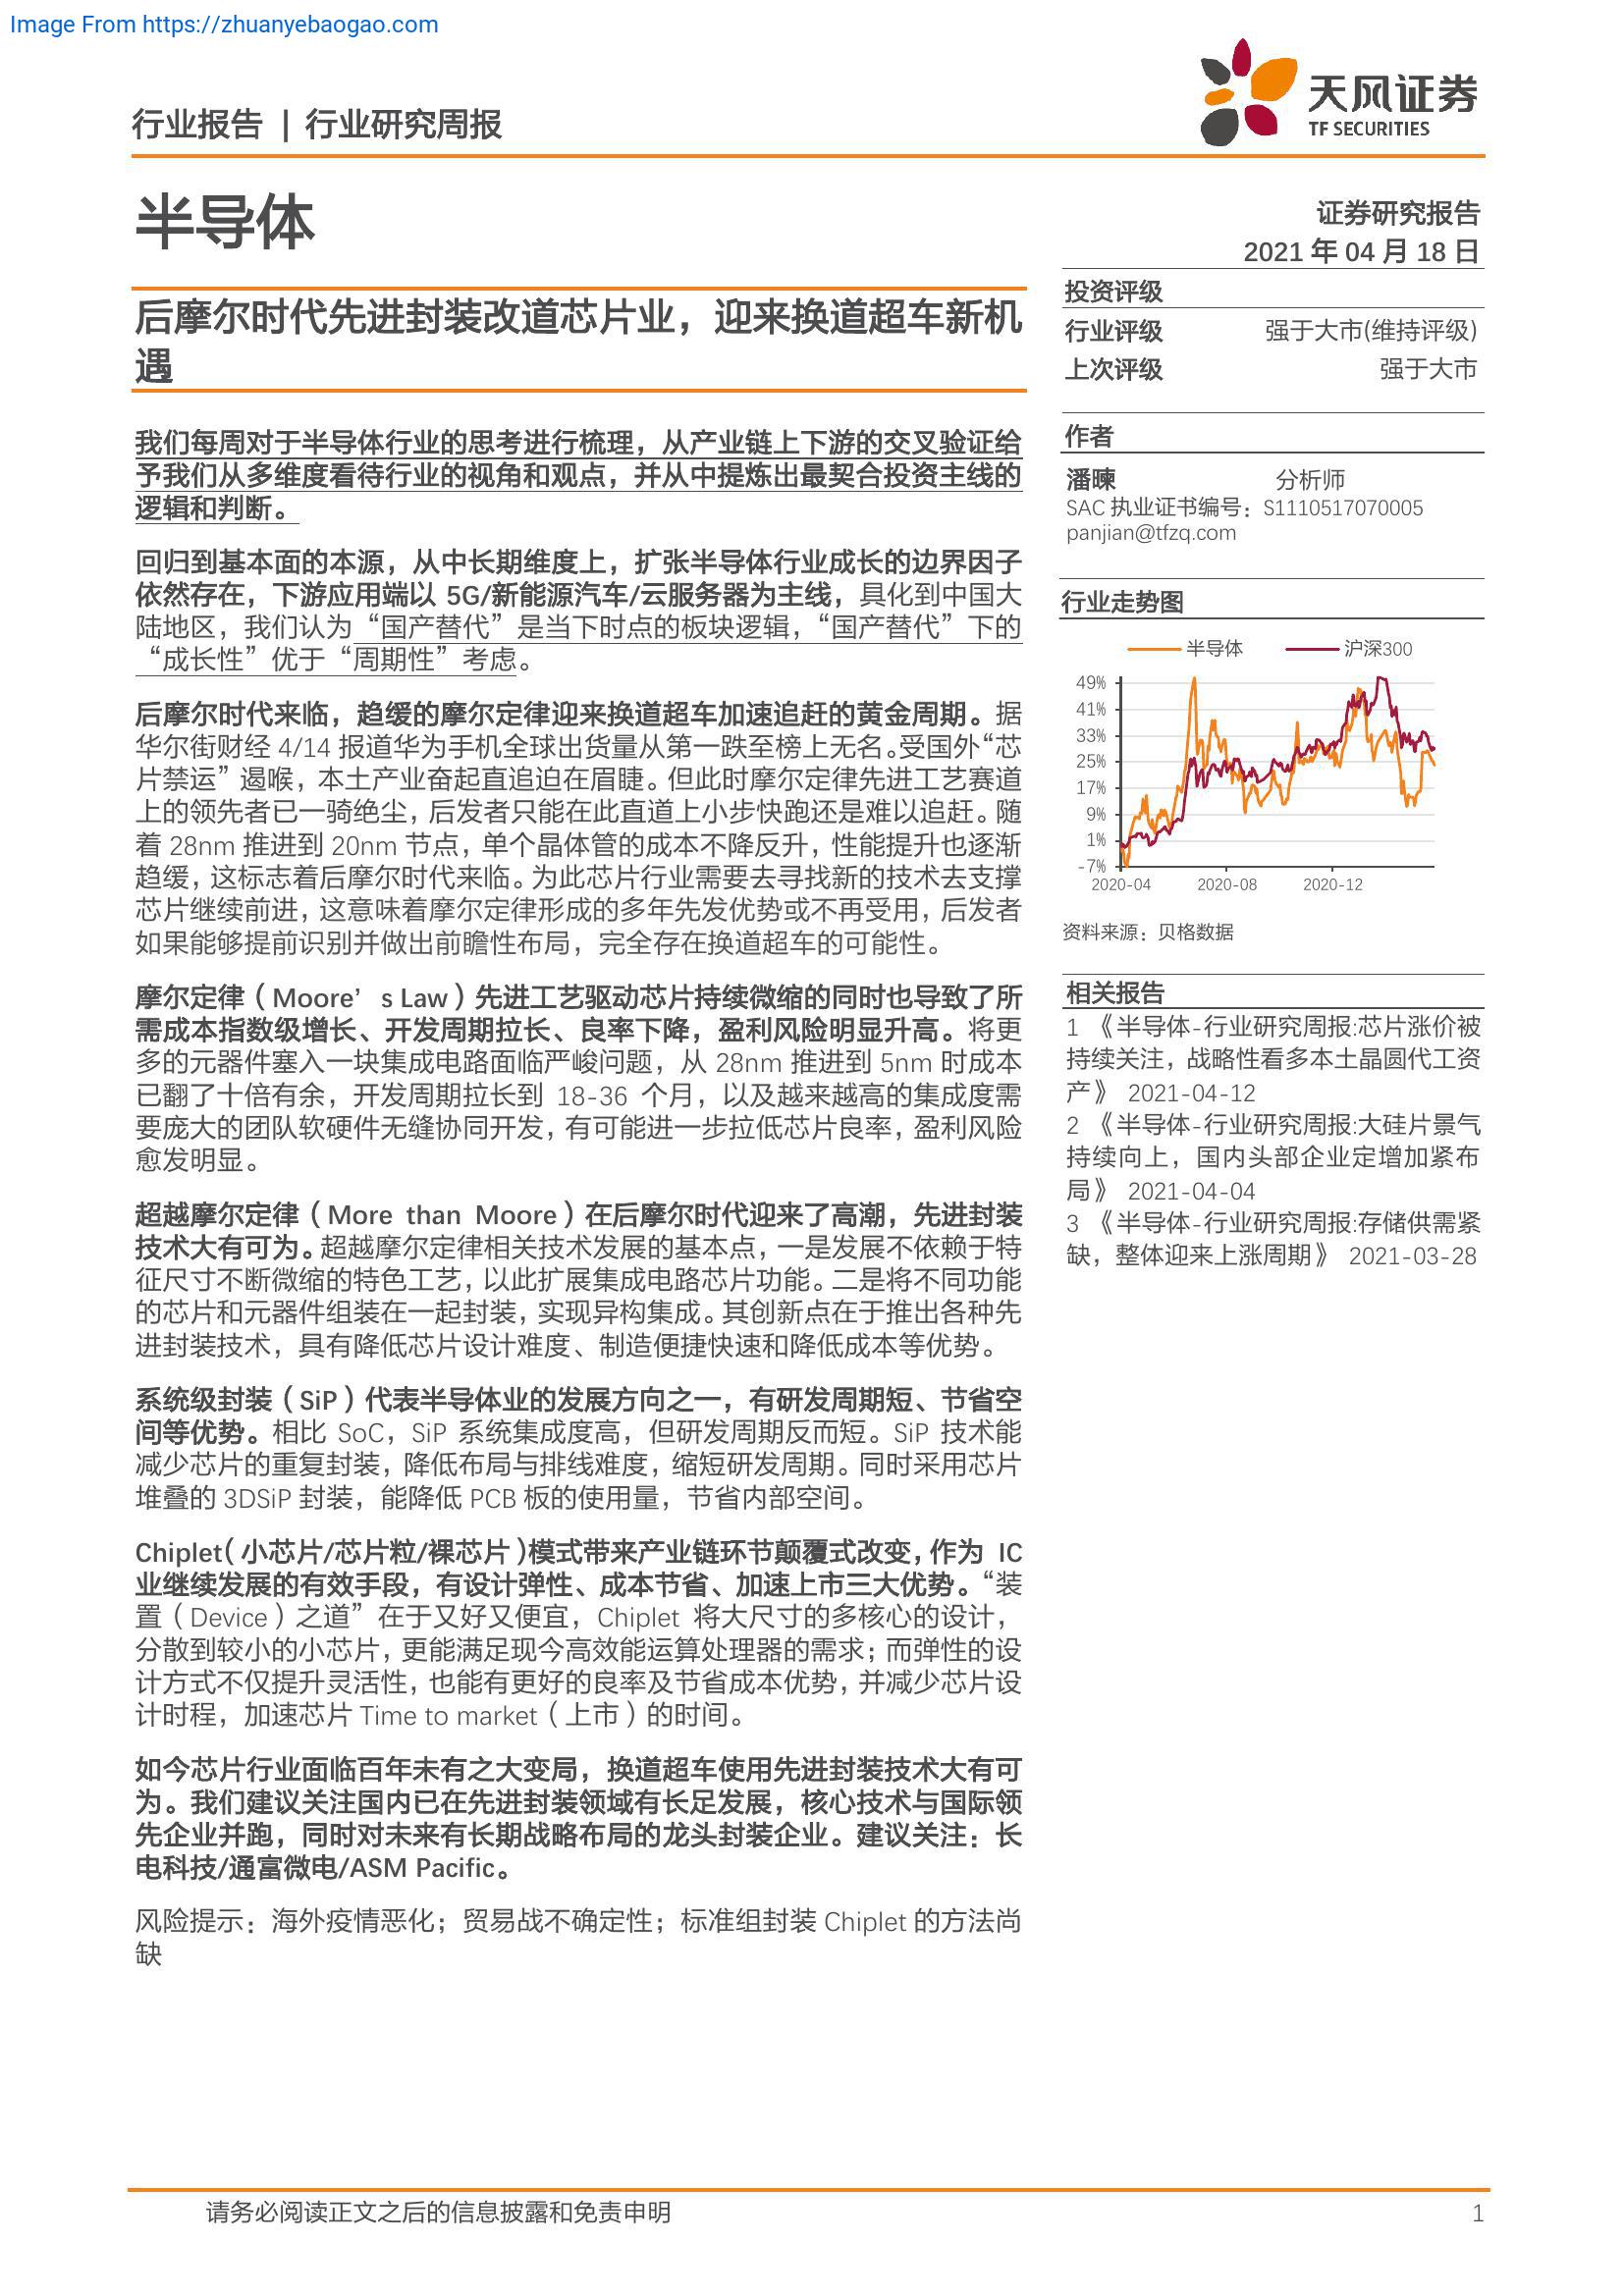 Image From https://zhuanyebaogao.com
行业报告 | 行业研究周报
天风证券
TF SECURITIES
半导体
后摩尔时代先进封装改道芯片业，迎来换道超车新机
遇
我们每周对于半导体行业的思考进行梳理，从产业链上下游的交叉验证给
予我们从多维度看待行业的视角和观点，并从中提炼出最契合投资主线的
逻辑和判断。
回归到基本面的本源，从中长期维度上，扩张半导体行业成长的边界因子
依然存在，下游应用端以 5G/新能源汽车/云服务器为主线，具化到中国大
陆地区，我们认为“国产替代”是当下时点的板块逻辑，“国产替代”下的
“成长性”优于“周期性”考虑。
后摩尔时代来临，趋缓的摩尔定律迎来换道超车加速追赶的黄金周期。据
华尔街财经 4/14 报道华为手机全球出货量从第一跌至榜上无名。受国外“芯
片禁运”遏喉，本土产业奋起直追迫在眉睫。但此时摩尔定律先进工艺赛道
上的领先者已一骑绝尘，后发者只能在此直道上小步快跑还是难以追赶。随
着 28nm 推进到 20nm 节点，单个晶体管的成本不降反升，性能提升也逐渐
趋缓，这标志着后摩尔时代来临。为此芯片行业需要去寻找新的技术去支撑
芯片继续前进，这意味着摩尔定律形成的多年先发优势或不再受用，后发者
如果能够提前识别并做出前瞻性布局，完全存在换道超车的可能性。
摩尔定律（Moore’s Law）先进工艺驱动芯片持续微缩的同时也导致了所
需成本指数级增长、开发周期拉长、良率下降，盈利风险明显升高。将更
多的元器件塞入一块集成电路面临严峻问题，从 28nm 推进到 5nm 时成本
已翻了十倍有余，开发周期拉长到 18-36 个月，以及越来越高的集成度需
要庞大的团队软硬件无缝协同开发，有可能进一步拉低芯片良率，盈利风险
愈发明显。
超越摩尔定律（More than Moore）在后摩尔时代迎来了高潮，先进封装
技术大有可为。超越摩尔定律相关技术发展的基本点，一是发展不依赖于特
征尺寸不断微缩的特色工艺，以此扩展集成电路芯片功能。二是将不同功能
的芯片和元器件组装在一起封装，实现异构集成。其创新点在于推出各种先
进封装技术，具有降低芯片设计难度、制造便捷快速和降低成本等优势。
系统级封装（SiP）代表半导体业的发展方向之一，有研发周期短、节省空
间等优势。相比 SoC，SiP 系统集成度高，但研发周期反而短。SiP 技术能
减少芯片的重复封装，降低布局与排线难度，缩短研发周期。同时采用芯片
堆叠的 3DSiP 封装，能降低 PCB 板的使用量，节省内部空间。
Chiplet（小芯片/芯片粒/裸芯片）模式带来产业链环节颠覆式改变，作为 IC
业继续发展的有效手段，有设计弹性、成本节省、加速上市三大优势。“装
置（Device）之道”在于又好又便宜，Chiplet 将大尺寸的多核心的设计，
分散到较小的小芯片，更能满足现今高效能运算处理器的需求；而弹性的设
计方式不仅提升灵活性，也能有更好的良率及节省成本优势，并减少芯片设
计时程，加速芯片 Time to market（上市）的时间。
如今芯片行业面临百年未有之大变局，换道超车使用先进封装技术大有可
为。我们建议关注国内已在先进封装领域有长足发展，核心技术与国际领
先企业并跑，同时对未来有长期战略布局的龙头封装企业。建议关注：长
电科技/通富微电/ASM Pacific。
风险提示：海外疫情恶化；贸易战不确定性；标准组封装 Chiplet 的方法尚
缺
证券研究报告
2021 年 04 月 18 日
投资评级
行业评级 强于大市(维持评级)
上次评级 强于大市
作者
潘暕 分析师
SAC 执业证书编号：S1110517070005
panjian@tfzq.com
行业走势图
半导体 沪深300
49%
41%
33%
25%
17%
9%
1%
-7%
2020-04 2020-08 2020-12
资料来源：贝格数据
相关报告
1 《半导体-行业研究周报:芯片涨价被
持续关注，战略性看多本土晶圆代工资
产》 2021-04-12
2 《半导体-行业研究周报:大硅片景气
持续向上，国内头部企业定增加紧布
局》 2021-04-04
3 《半导体-行业研究周报:存储供需紧
缺，整体迎来上涨周期》 2021-03-28
请务必阅读正文之后的信息披露和免责申明 1